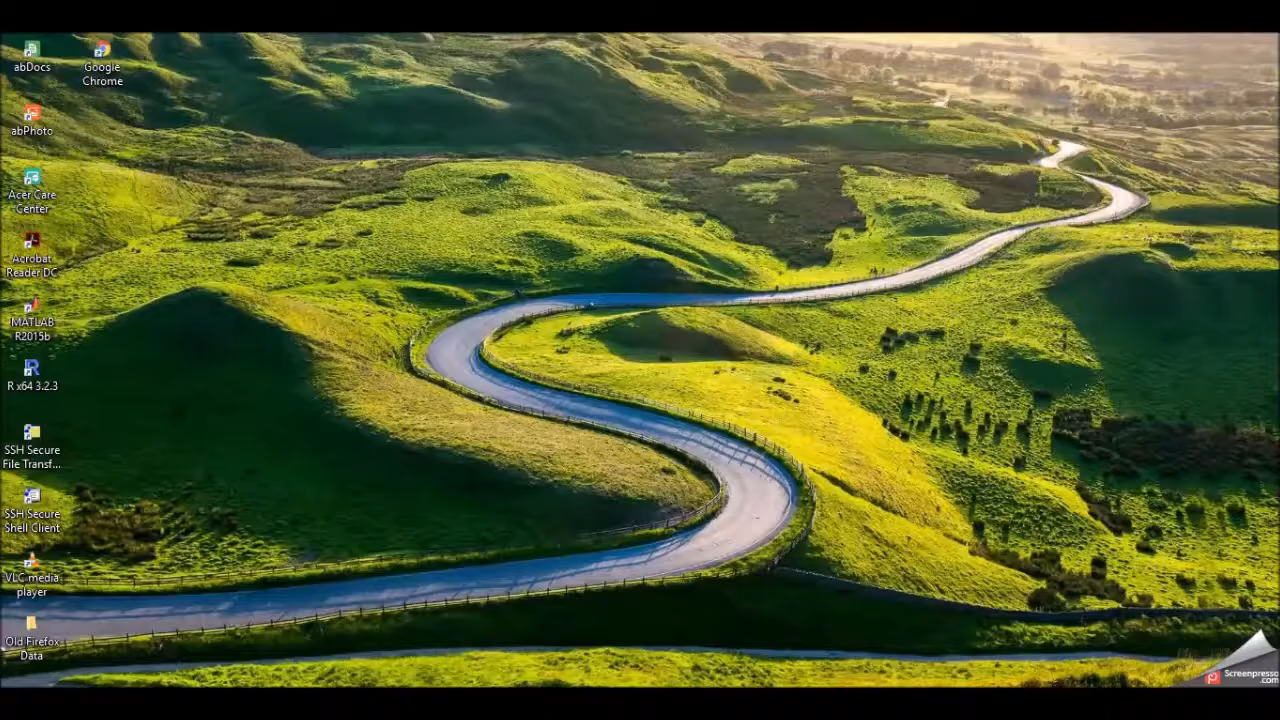 abDocs
Google
Chrome
abPhoto
Acer Care
Center
Acrobat
Reader DC
MATLAB
R2015b
R x64 3.2.3
SSH Secure
File Transf...
SSH Secure
Shell Client
VLC media
player
Old Firefox
Data
Screenpresso
.com